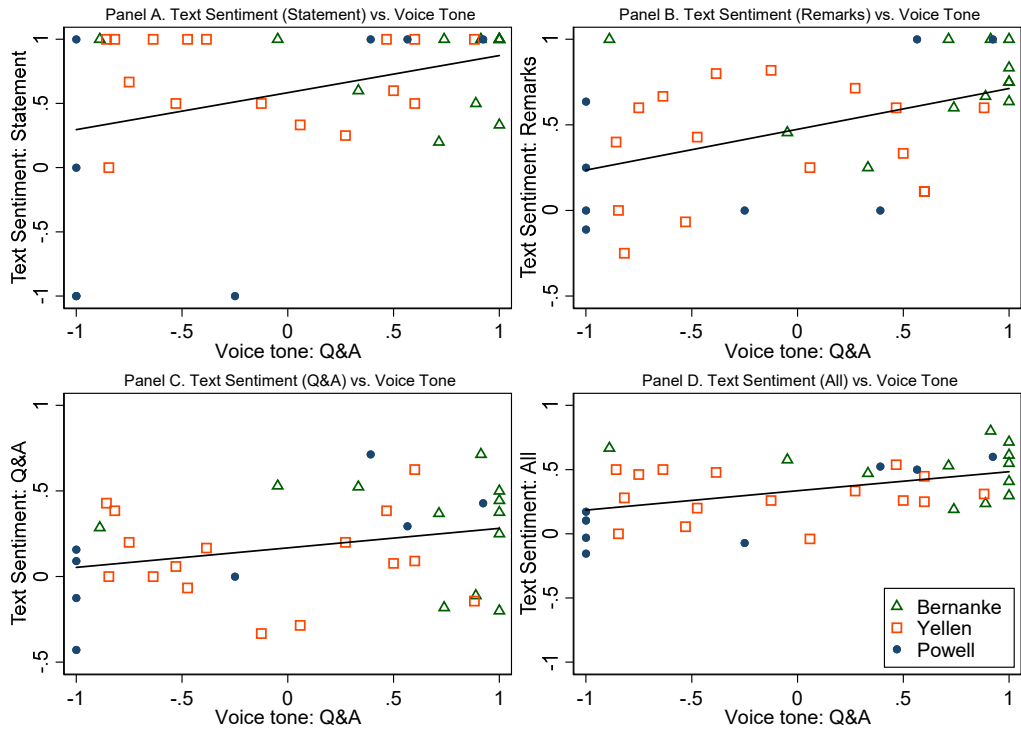 Panel A. Text Sentiment (Statement) vs. Voice Tone
Text Sentiment: Statement
1
.5
0
-.5
-1
-1
-.5
0
.5
1
Voice tone: Q&A
Panel B. Text Sentiment (Remarks) vs. Voice Tone
Text Sentiment: Remarks
1
.5
0
-.5
-1
-.5
0
.5
1
Voice tone: Q&A
Panel C. Text Sentiment (Q&A) vs. Voice Tone
Text Sentiment: Q&A
1
.5
0
-.5
-1
-.5
0
.5
1
Voice tone: Q&A
Panel D. Text Sentiment (All) vs. Voice Tone
Text Sentiment: All
1
.5
0
-.5
-1
-1
-.5
0
.5
1
Voice tone: Q&A
Bernanke
Yellen
Powell